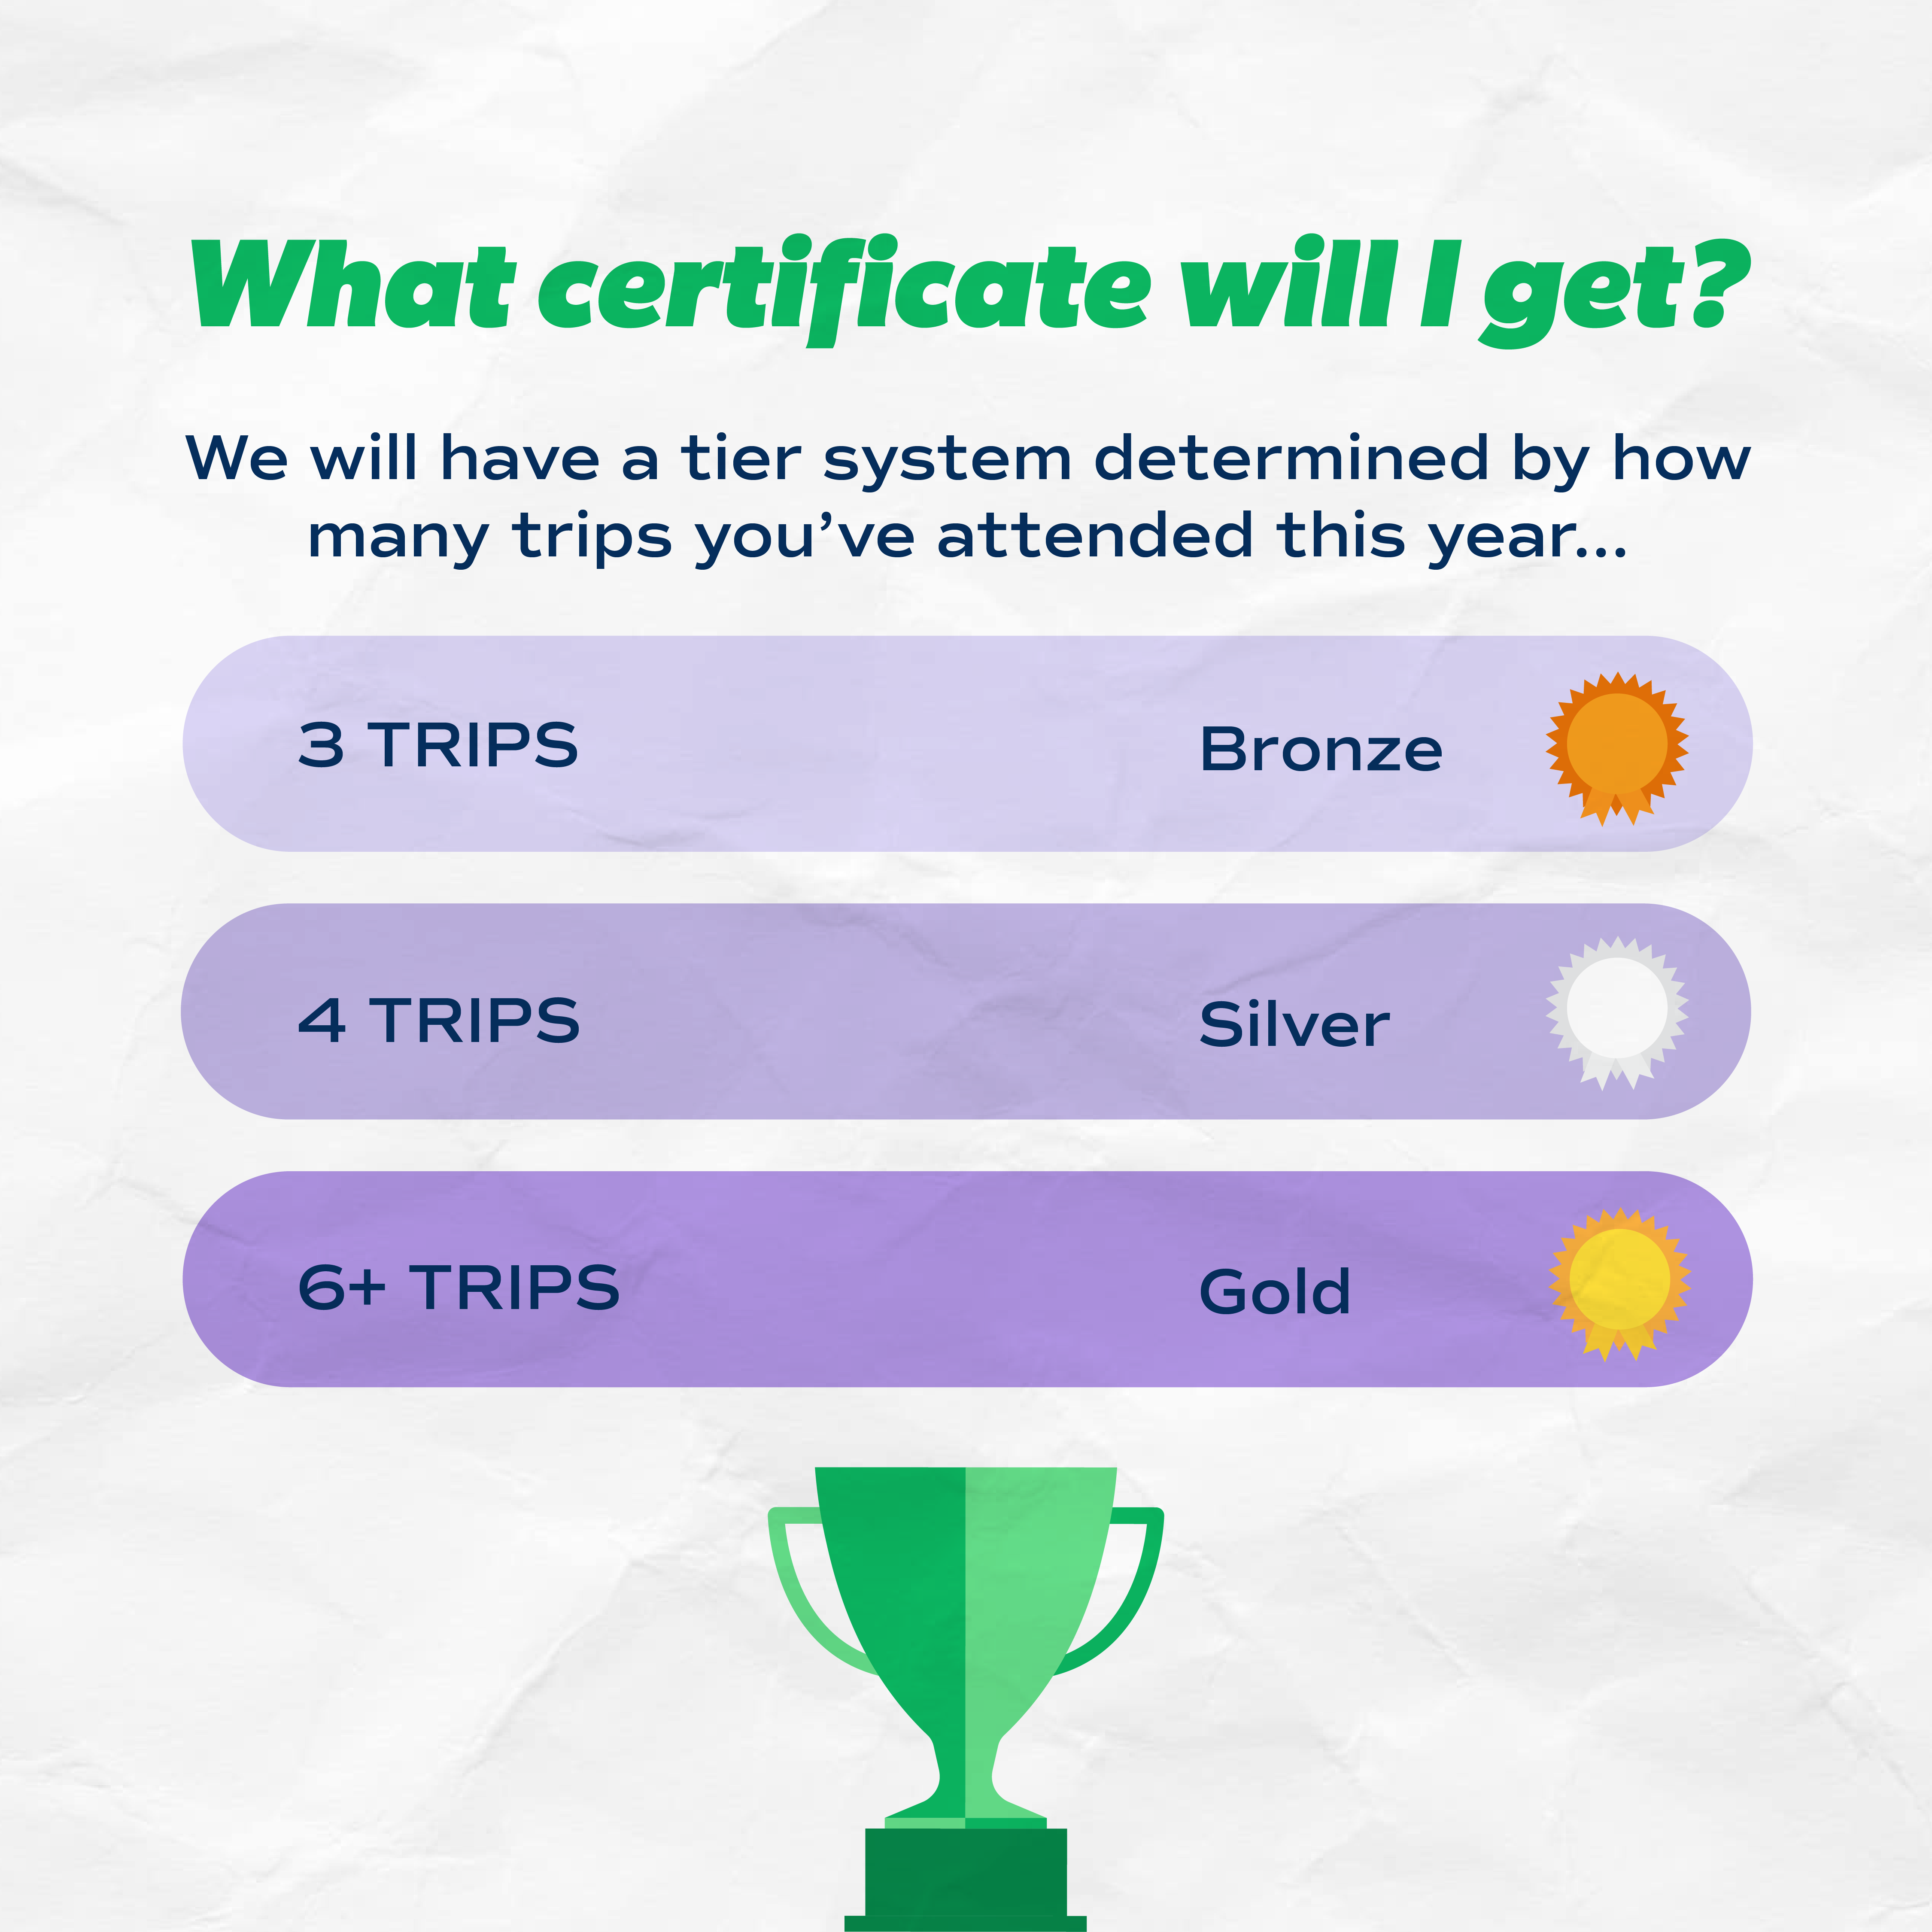 What certificate will I get?
We will have a tier system determined by how
many trips you’ve attended this year...
3 TRIPS Bronze
4 TRIPS Silver
6+ TRIPS Gold